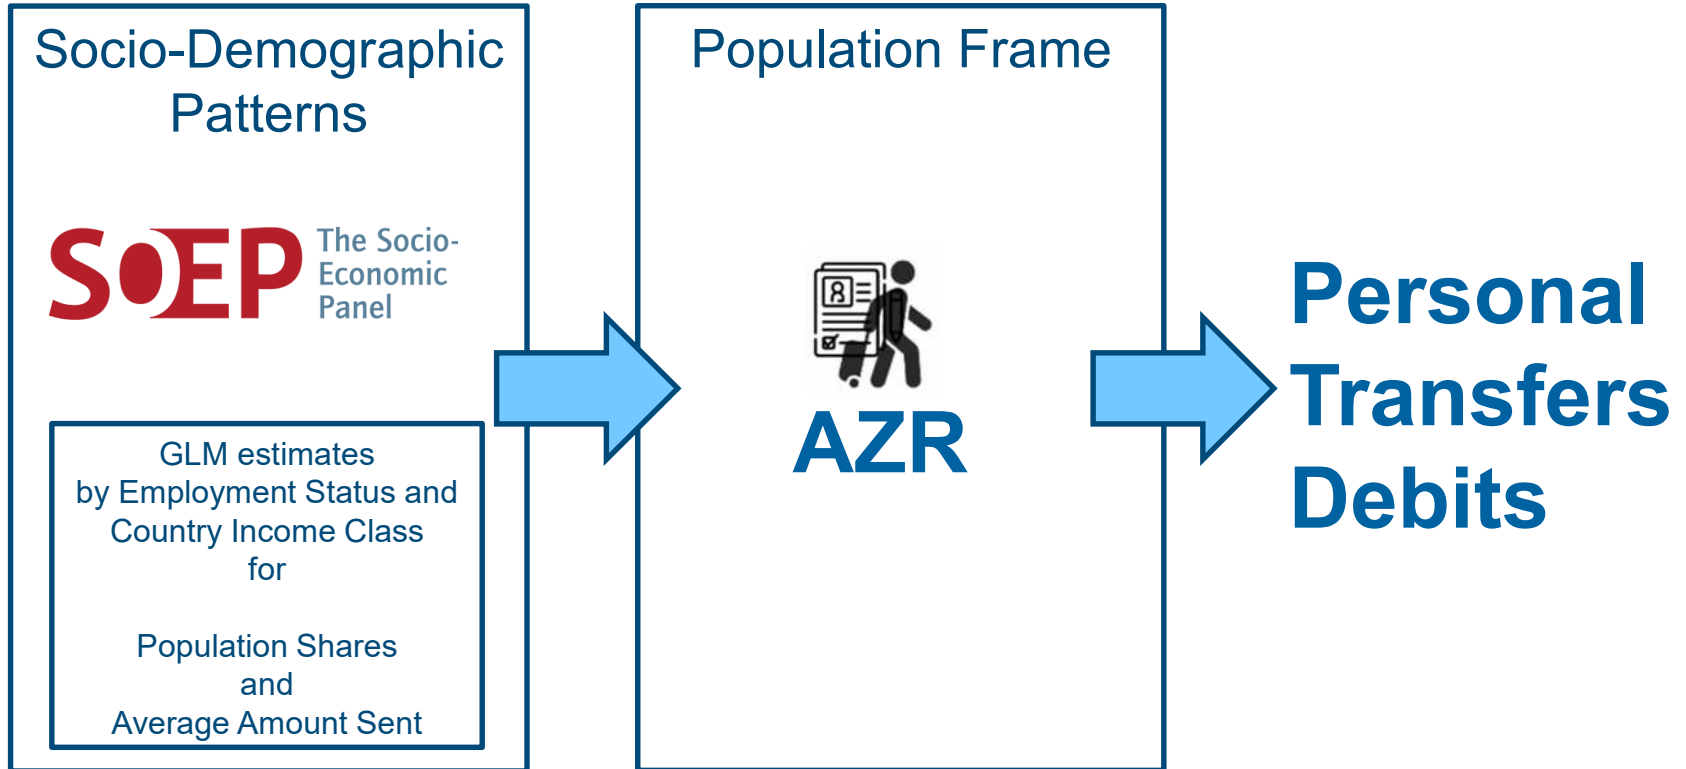 Socio-Demographic
Patterns
SOEP
The Socio-
Economic
Panel
GLM estimates
by Employment Status and
Country Income Class
for
Population Shares
and
Average Amount Sent
Population Frame
AZR
Personal
Transfers
Debits